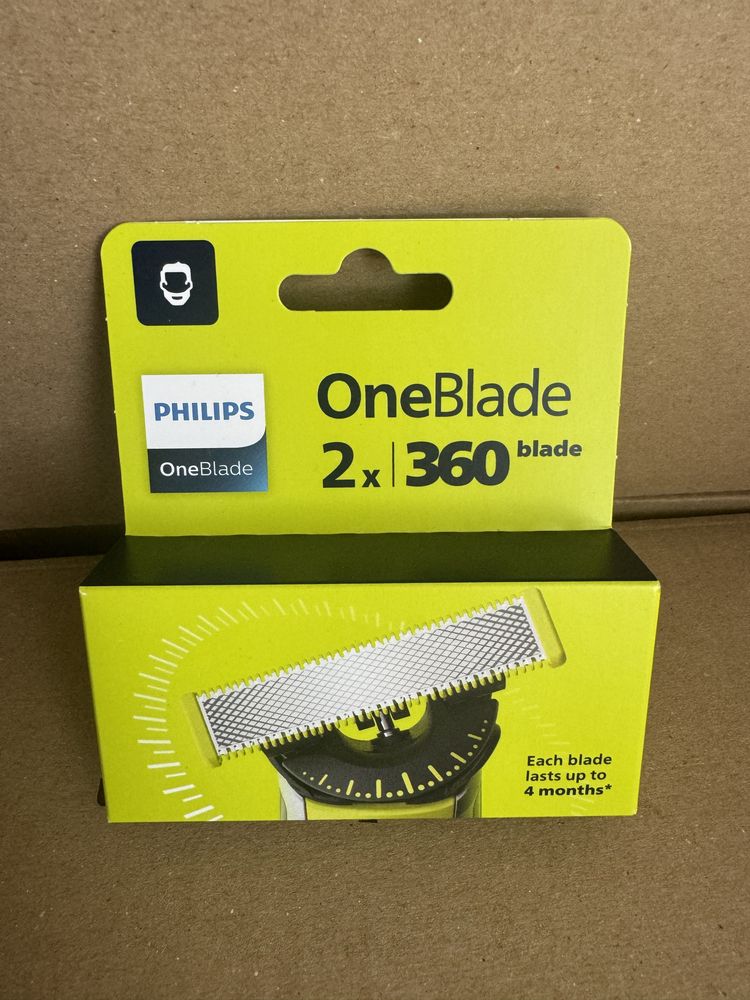 PHILIPS
OneBlade
OneBlade
2x | 360 blade
Each blade
lasts up to
4 months*